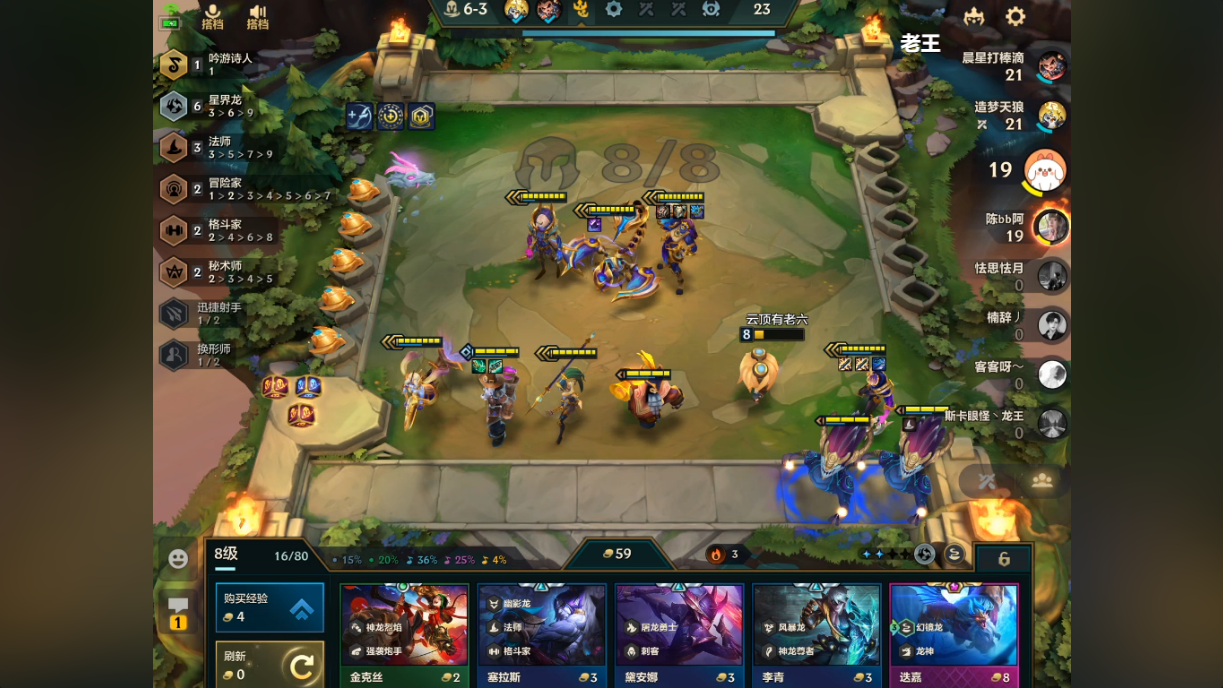 搭档
搭档
6-3
23
老王
1 吟游诗人
1
6 星界龙
3 > 6 > 9
3 法师
3 > 5 > 7 > 9
2 冒险家
1 > 2 > 3 > 4 > 5 > 6 > 7
2 格斗家
2 > 4 > 6 > 8
2 秘术师
2 > 3 > 4 > 5
迅捷射手
1 / 2
换形师
1 / 2
8/8
晨星打棒滴
21
造梦天狼
21
19
陈bb阿
19
怯思怯月
0
楠辞丿
0
客客呀～
0
斯卡眼怪丶龙王
0
云顶有老六
8
8级
16/80
15% 20% 36% 25% 4%
59
3
6
购买经验
4
刷新
0
1
神龙烈焰
强袭炮手
金克丝 2
幽影龙
法师
格斗家
塞拉斯 3
屠龙勇士
刺客
黛安娜 3
风暴龙
神龙尊者
李青 3
幻镜龙
龙神
迭嘉 8